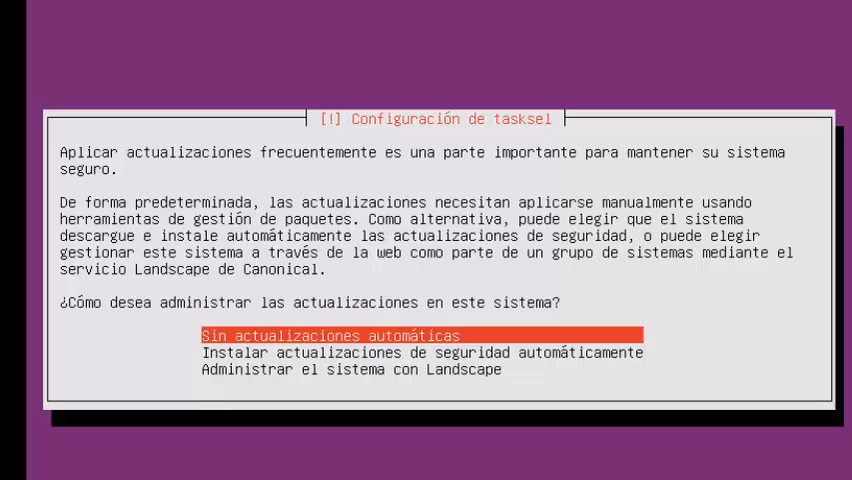 [!] Configuración de tasksel
Aplicar actualizaciones frecuentemente es una parte importante para mantener su sistema
seguro.
De forma predeterminada, las actualizaciones necesitan aplicarse manualmente usando
herramientas de gestión de paquetes. Como alternativa, puede elegir que el sistema
descargue e instale automáticamente las actualizaciones de seguridad, o puede elegir
gestionar este sistema a través de la web como parte de un grupo de sistemas mediante el
servicio Landscape de Canonical.
¿Cómo desea administrar las actualizaciones en este sistema?
Sin actualizaciones automáticas
Instalar actualizaciones de seguridad automáticamente
Administrar el sistema con Landscape